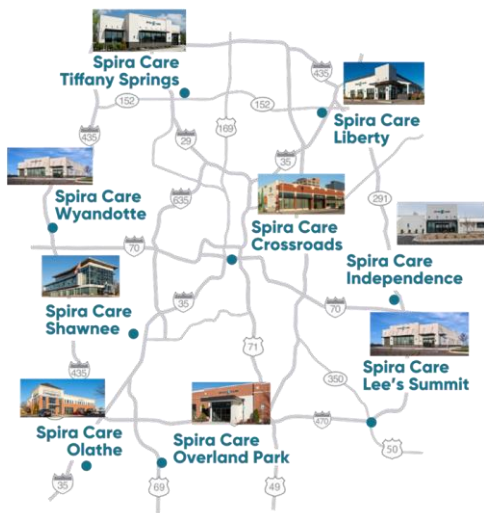 Spira Care
Tiffany Springs
435
152
152
Spira Care
Liberty
169
29
35
435
Spira Care
Wyandotte
635
291
Spira Care
Crossroads
70
Spira Care
Independence
Spira Care
Shawnee
35
70
Spira Care
Lee's Summit
71
435
350
Spira Care
Olathe
Spira Care
Overland Park
470
50
35
69
49